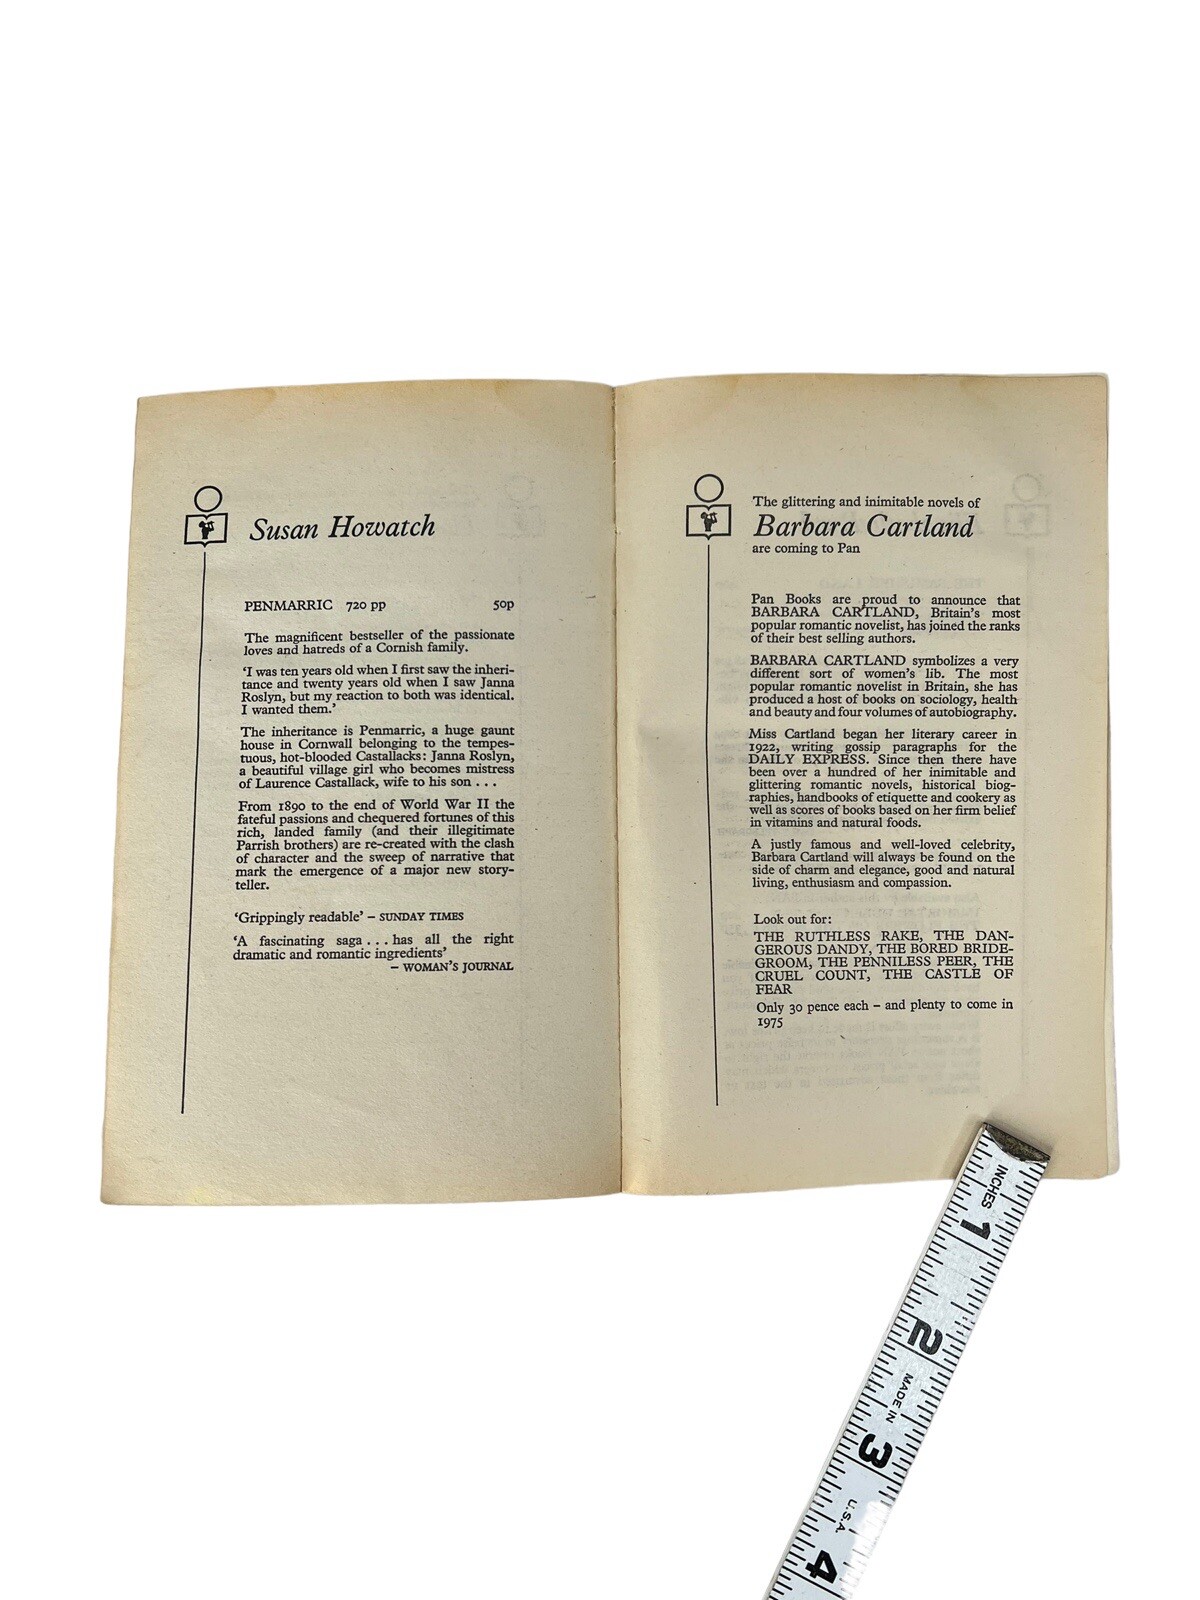 Susan Howatch
PENMARRIC 720 pp 50p
The magnificent bestseller of the passionate
loves and hatreds of a Cornish family.
‘I was ten years old when I first saw the inheri-
tance and twenty years old when I saw Janna
Roslyn, but my reaction to both was identical.
I wanted them.’
The inheritance is Penmarric, a huge gaunt
house in Cornwall belonging to the tempes-
tuous, hot-blooded Castallacks: Janna Roslyn,
a beautiful village girl who becomes mistress
of Laurence Castallack, wife to his son . . .
From 1890 to the end of World War II the
fateful passions and chequered fortunes of this
rich, landed family (and their illegitimate
Parrish brothers) are re-created with the clash
of character and the sweep of narrative that
mark the emergence of a major new story-
teller.
‘Grippingly readable’ – SUNDAY TIMES
‘A fascinating saga . . . has all the right
dramatic and romantic ingredients’
– WOMAN'S JOURNAL
The glittering and inimitable novels of
Barbara Cartland
are coming to Pan
Pan Books are proud to announce that
BARBARA CARTLAND, Britain's most
popular romantic novelist, has joined the ranks
of their best selling authors.
BARBARA CARTLAND symbolizes a very
different sort of women's lib. The most
popular romantic novelist in Britain, she has
produced a host of books on sociology, health
and beauty and four volumes of autobiography.
Miss Cartland began her literary career in
1922, writing gossip paragraphs for the
DAILY EXPRESS. Since then there have
been over a hundred of her inimitable and
glittering romantic novels, historical biog-
raphies, handbooks of etiquette and cookery as
well as scores of books based on her firm belief
in vitamins and natural foods.
A justly famous and well-loved celebrity,
Barbara Cartland will always be found on the
side of charm and elegance, good and natural
living, enthusiasm and compassion.
Look out for:
THE RUTHLESS RAKE, THE DAN-
GEROUS DANDY, THE BORED BRIDE-
GROOM, THE PENNILESS PEER, THE
CRUEL COUNT, THE CASTLE OF
FEAR
Only 30 pence each – and plenty to come in
1975
INCHES
1
2
MADE IN
3
U.S.A.
4